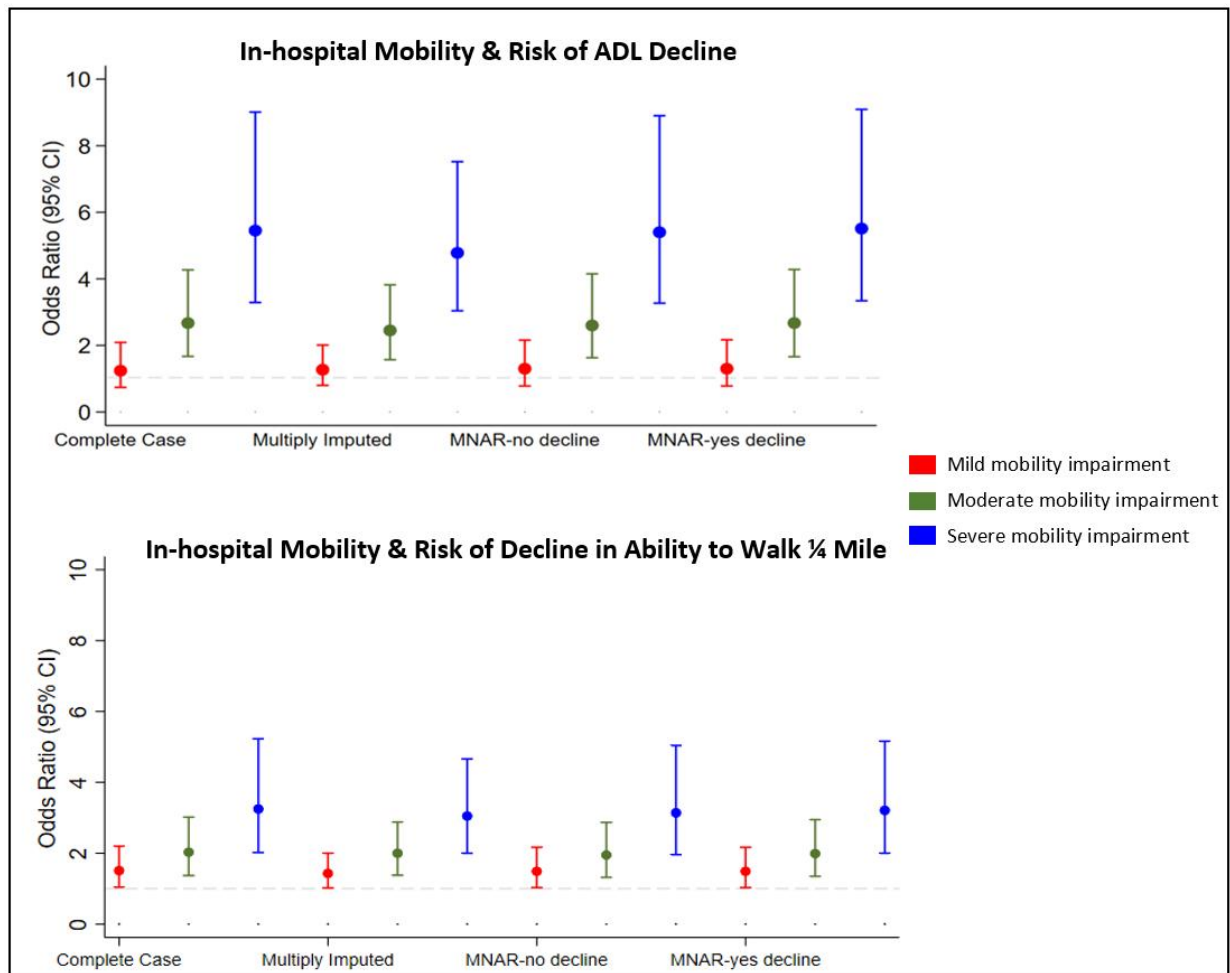 In-hospital Mobility & Risk of ADL Decline
Odds Ratio (95% CI)
10
8
6
4
2
0
Complete Case Multiply Imputed MNAR-no decline MNAR-yes decline
Mild mobility impairment
Moderate mobility impairment
Severe mobility impairment
In-hospital Mobility & Risk of Decline in Ability to Walk ¼ Mile
Odds Ratio (95% CI)
10
8
6
4
2
0
Complete Case Multiply Imputed MNAR-no decline MNAR-yes decline